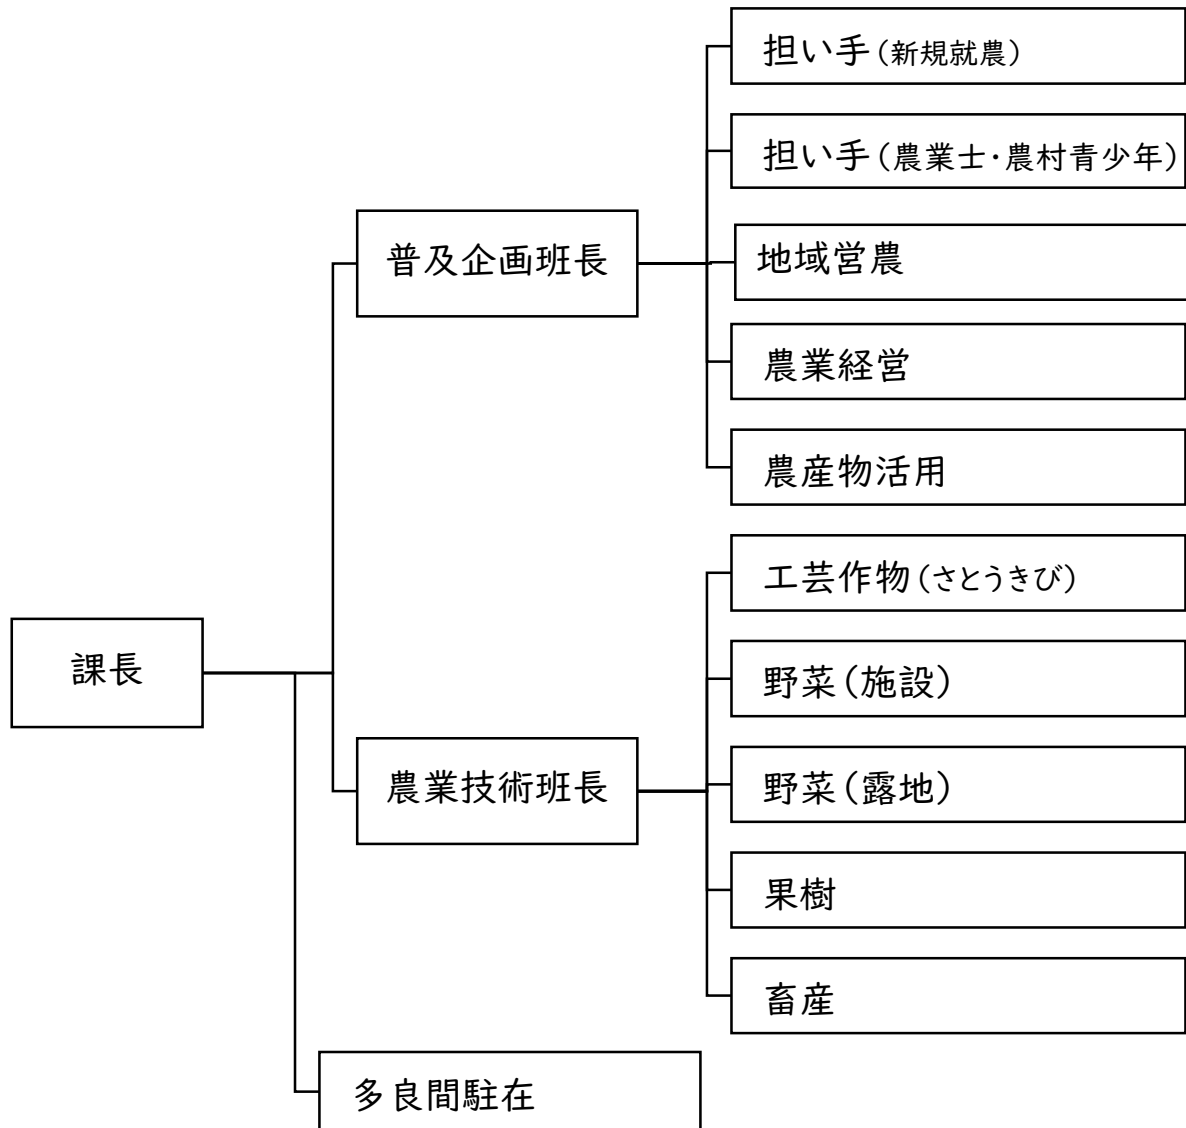 担い手(新規就農)
担い手(農業士・農村青少年)
普及企画班長
地域営農
農業経営
農産物活用
工芸作物(さとうきび)
課長
野菜(施設)
農業技術班長
野菜(露地)
果樹
畜産
多良間駐在